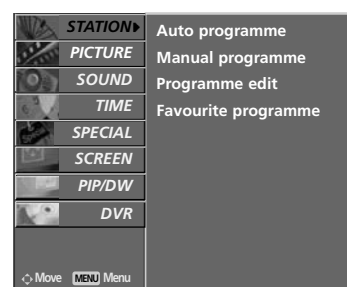 STATION
PICTURE
SOUND
TIME
SPECIAL
SCREEN
PIP/DW
DVR
Move MENU Menu
Auto programme
Manual programme
Programme edit
Favourite programme